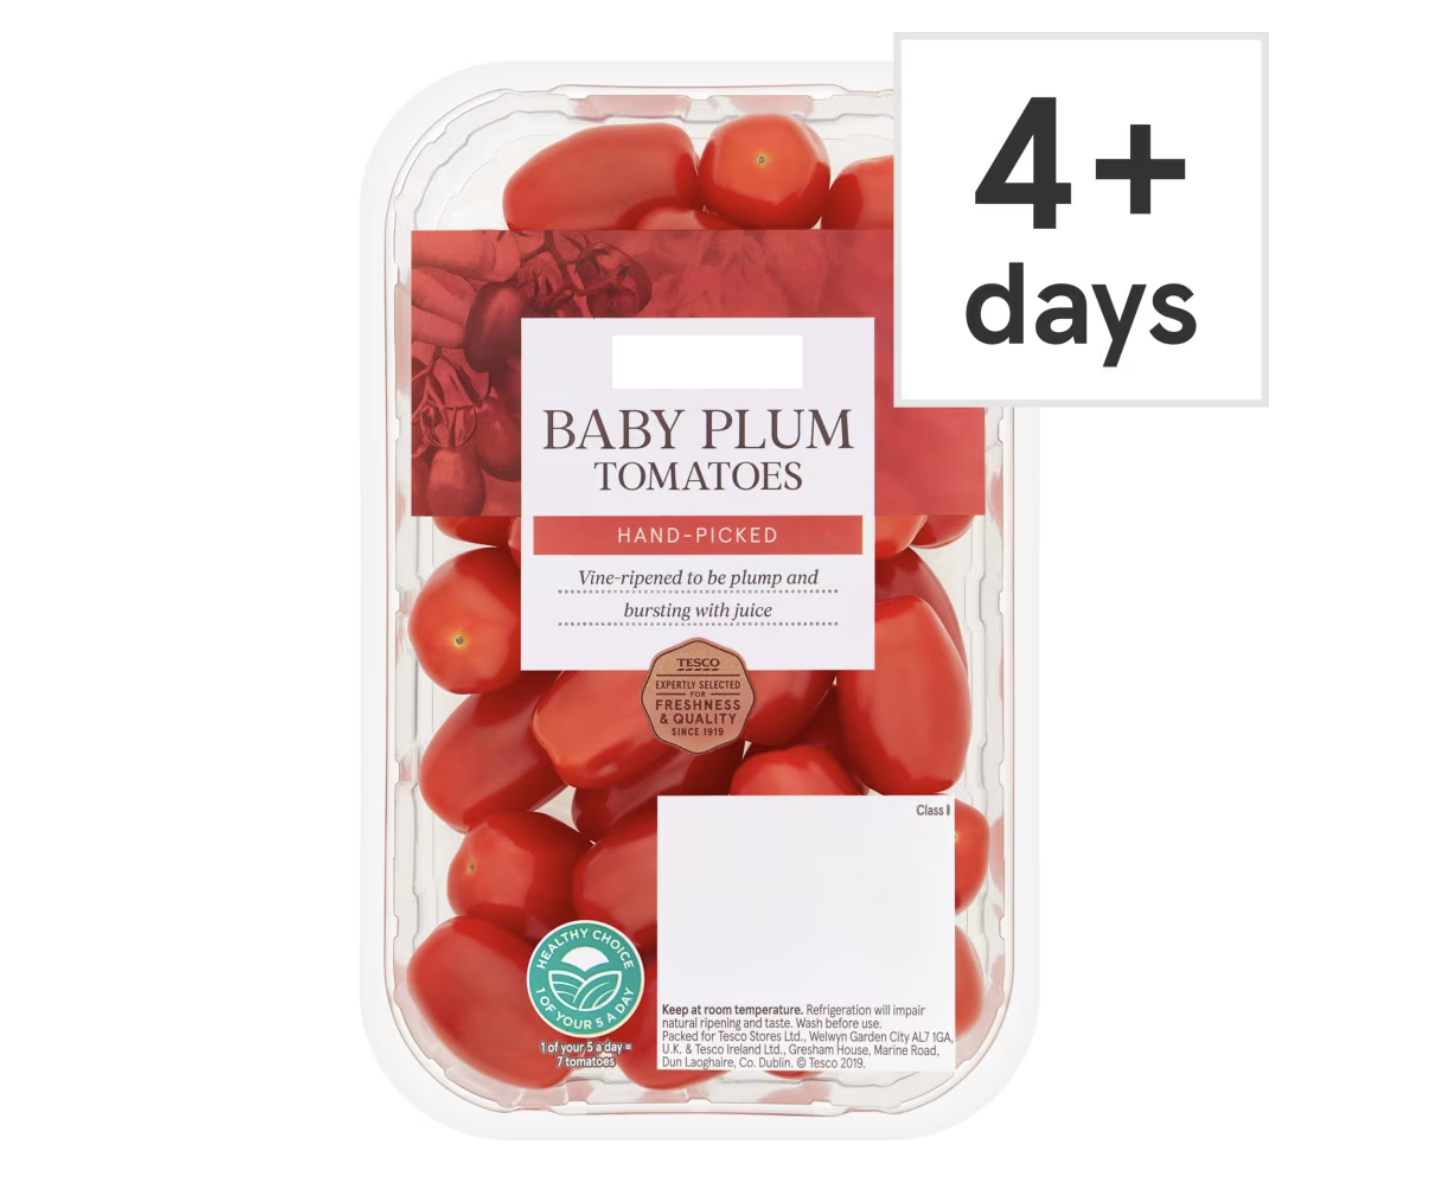 4+
days
BABY PLUM
TOMATOES
HAND-PICKED
Vine-ripened to be plump and
bursting with juice
TESCO
EXPERTLY SELECTED
FOR
FRESHNESS
& QUALITY
SINCE 1919
Class I
HEALTHY CHOICE
1 OF YOUR 5 A DAY
1 of your 5 a day =
7 tomatoes
Keep at room temperature. Refrigeration will impair
natural ripening and taste. Wash before use.
Packed for Tesco Stores Ltd., Welwyn Garden City AL7 1GA,
U.K. & Tesco Ireland Ltd., Gresham House, Marine Road,
Dun Laoghaire, Co. Dublin. © Tesco 2019.